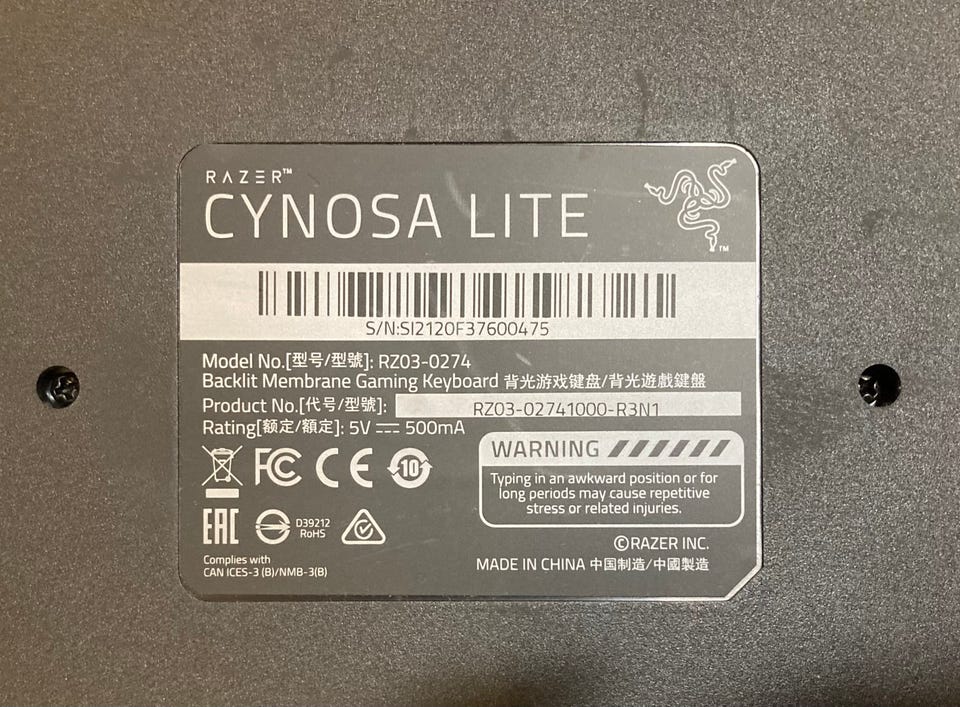 RAZER™
CYNOSA LITE
™
S/N:SI2120F37600475
Model No.[型号/型號]: RZ03-0274
Backlit Membrane Gaming Keyboard 背光游戏键盘/背光遊戲鍵盤
Product No.[代号/型號]: RZ03-02741000-R3N1
Rating[额定/額定]: 5V ⎓ 500mA
FC CE 10
WARNING
Typing in an awkward position or for
long periods may cause repetitive
stress or related injuries.
EAC D39212
RoHS
Complies with
CAN ICES-3 (B)/NMB-3(B)
©RAZER INC.
MADE IN CHINA 中国制造/中國製造